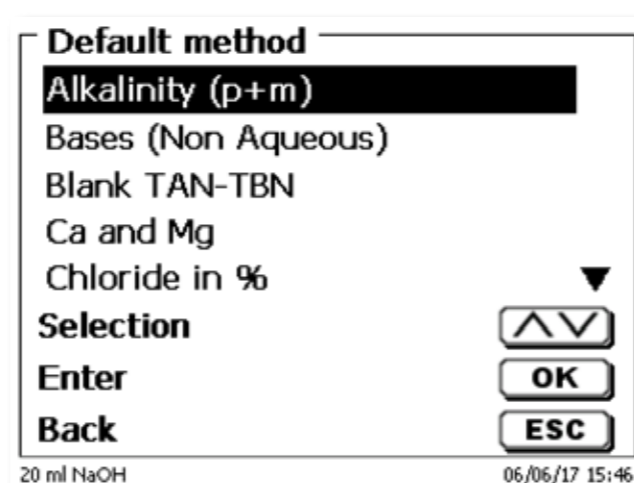 Default method
Alkalinity (p+m)
Bases (Non Aqueous)
Blank TAN-TBN
Ca and Mg
Chloride in %
Selection
Enter OK
Back ESC
20 ml NaOH 06/06/17 15:46